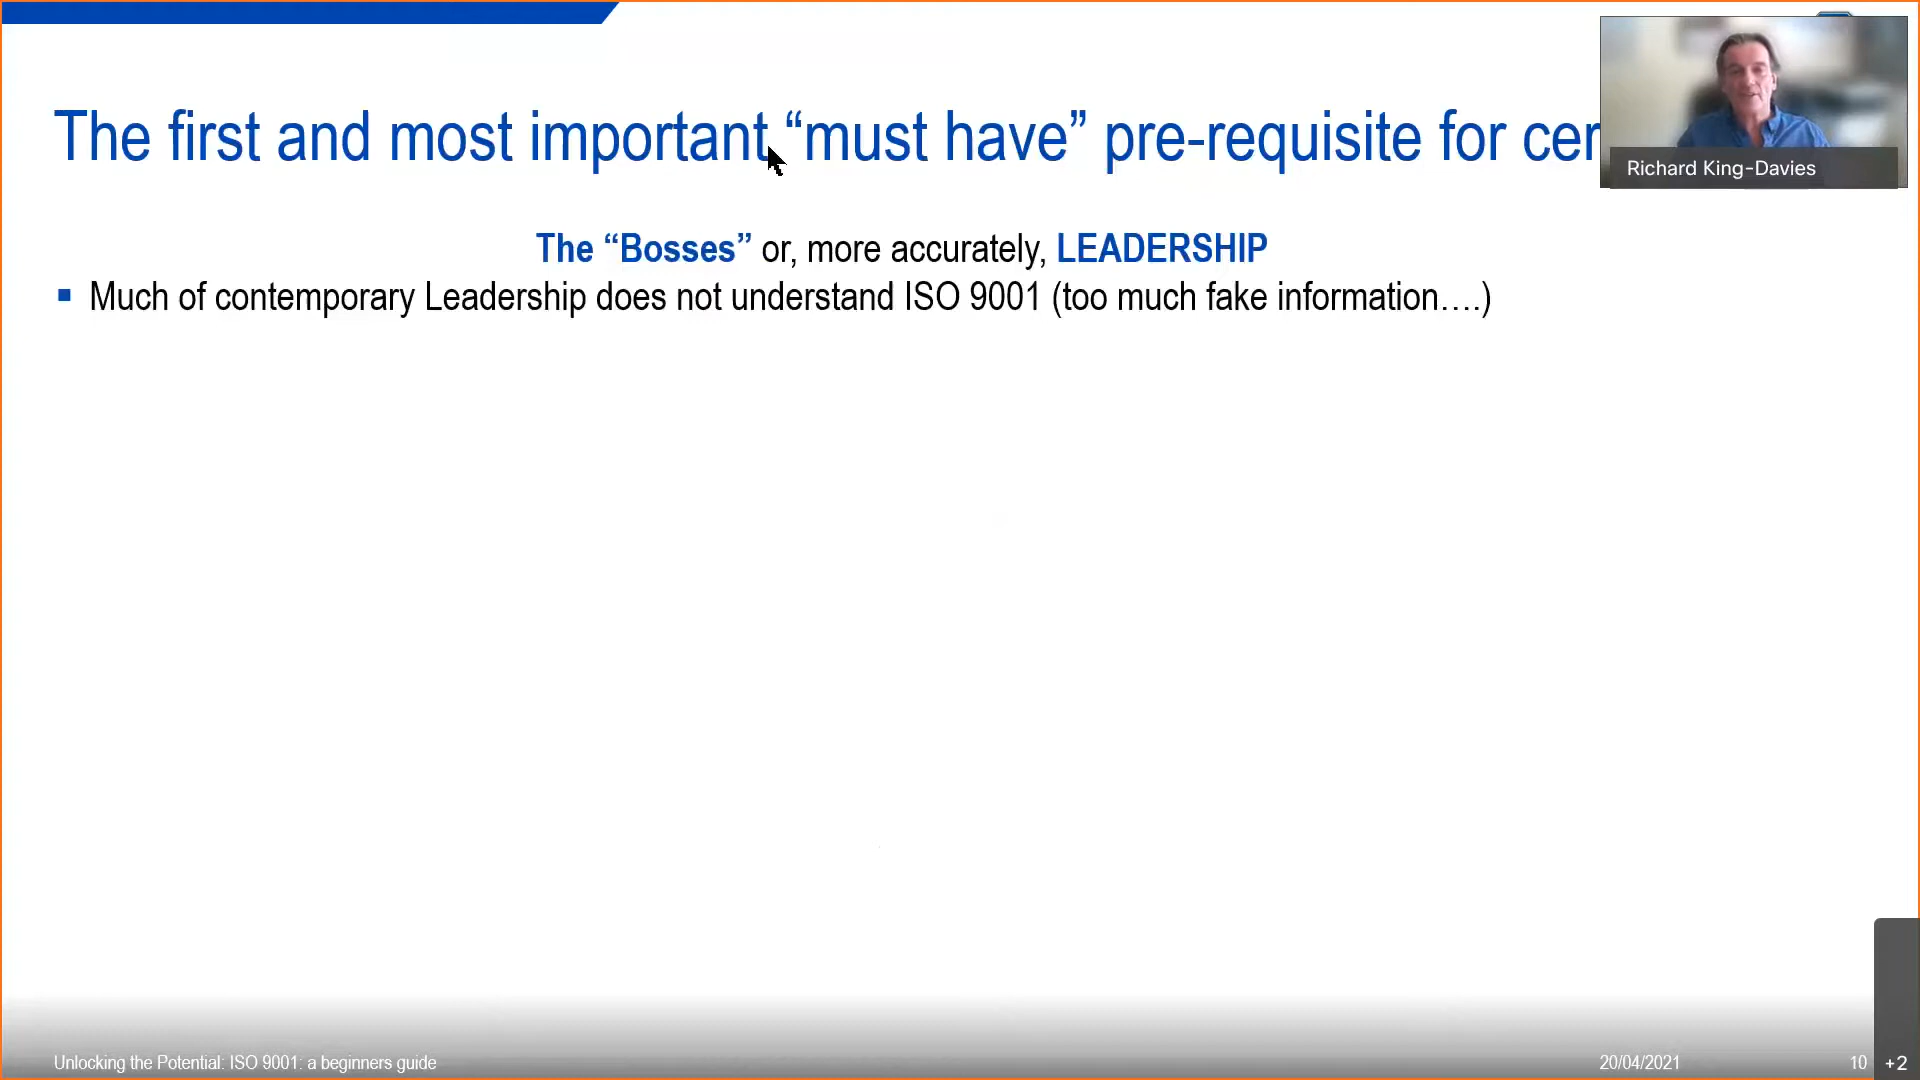 The first and most important “must have” pre-requisite for cer
Richard King-Davies
The “Bosses” or, more accurately, LEADERSHIP
▪ Much of contemporary Leadership does not understand ISO 9001 (too much fake information….)
Unlocking the Potential: ISO 9001: a beginners guide
20/04/2021
10
+2